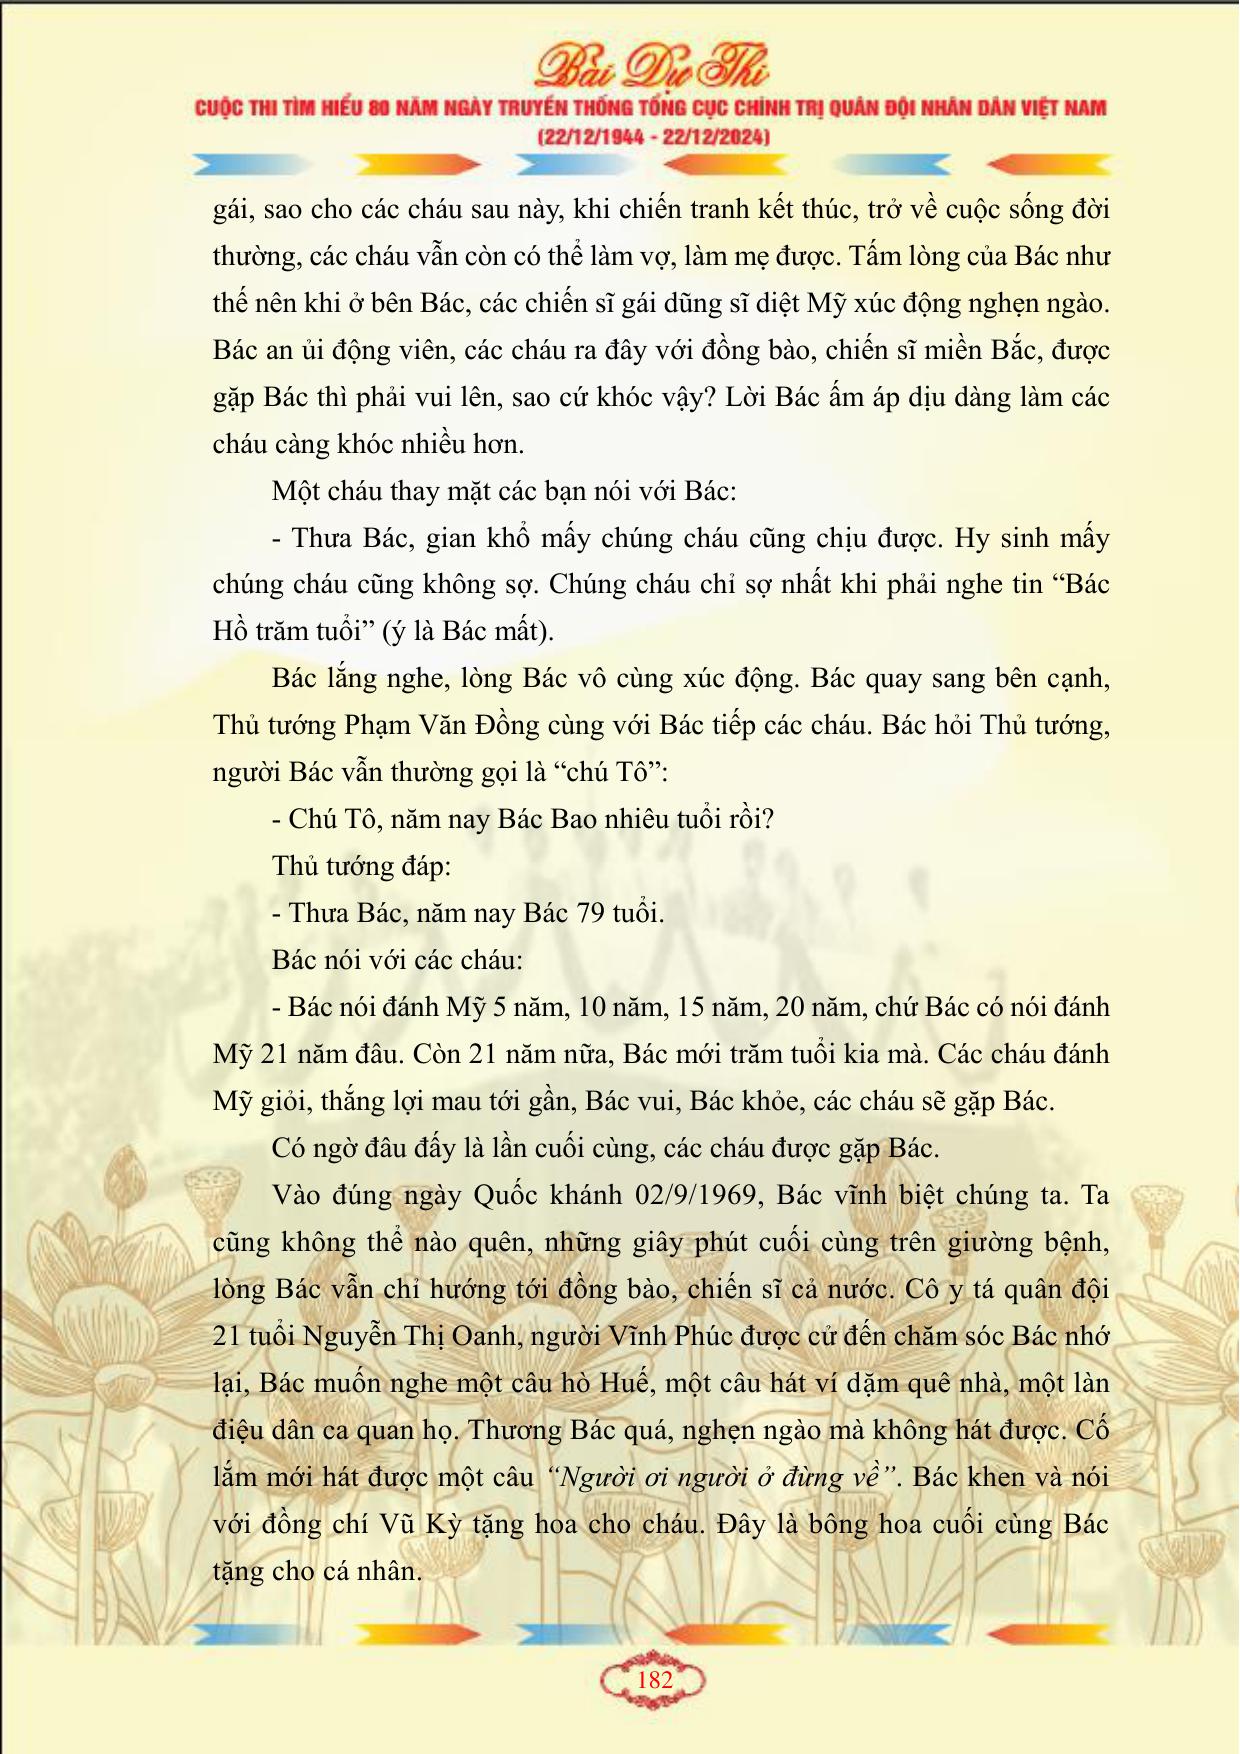 Bài Dự Thi
CUỘC THI TÌM HIỂU 80 NĂM NGÀY TRUYỀN THỐNG TỔNG CỤC CHÍNH TRỊ QUÂN ĐỘI NHÂN DÂN VIỆT NAM
(22/12/1944 - 22/12/2024)
gái, sao cho các cháu sau này, khi chiến tranh kết thúc, trở về cuộc sống đời
thường, các cháu vẫn còn có thể làm vợ, làm mẹ được. Tấm lòng của Bác như
thế nên khi ở bên Bác, các chiến sĩ gái dũng sĩ diệt Mỹ xúc động nghẹn ngào.
Bác an ủi động viên, các cháu ra đây với đồng bào, chiến sĩ miền Bắc, được
gặp Bác thì phải vui lên, sao cứ khóc vậy? Lời Bác ấm áp dịu dàng làm các
cháu càng khóc nhiều hơn.
Một cháu thay mặt các bạn nói với Bác:
- Thưa Bác, gian khổ mấy chúng cháu cũng chịu được. Hy sinh mấy
chúng cháu cũng không sợ. Chúng cháu chỉ sợ nhất khi phải nghe tin “Bác
Hồ trăm tuổi” (ý là Bác mất).
Bác lắng nghe, lòng Bác vô cùng xúc động. Bác quay sang bên cạnh,
Thủ tướng Phạm Văn Đồng cùng với Bác tiếp các cháu. Bác hỏi Thủ tướng,
người Bác vẫn thường gọi là “chú Tô”:
- Chú Tô, năm nay Bác Bao nhiêu tuổi rồi?
Thủ tướng đáp:
- Thưa Bác, năm nay Bác 79 tuổi.
Bác nói với các cháu:
- Bác nói đánh Mỹ 5 năm, 10 năm, 15 năm, 20 năm, chứ Bác có nói đánh
Mỹ 21 năm đâu. Còn 21 năm nữa, Bác mới trăm tuổi kia mà. Các cháu đánh
Mỹ giỏi, thắng lợi mau tới gần, Bác vui, Bác khỏe, các cháu sẽ gặp Bác.
Có ngờ đâu đấy là lần cuối cùng, các cháu được gặp Bác.
Vào đúng ngày Quốc khánh 02/9/1969, Bác vĩnh biệt chúng ta. Ta
cũng không thể nào quên, những giây phút cuối cùng trên giường bệnh,
lòng Bác vẫn chỉ hướng tới đồng bào, chiến sĩ cả nước. Cô y tá quân đội
21 tuổi Nguyễn Thị Oanh, người Vĩnh Phúc được cử đến chăm sóc Bác nhớ
lại, Bác muốn nghe một câu hò Huế, một câu hát ví dặm quê nhà, một làn
điệu dân ca quan họ. Thương Bác quá, nghẹn ngào mà không hát được. Cố
lắm mới hát được một câu “Người ơi người ở đừng về”. Bác khen và nói
với đồng chí Vũ Kỳ tặng hoa cho cháu. Đây là bông hoa cuối cùng Bác
tặng cho cá nhân.
182